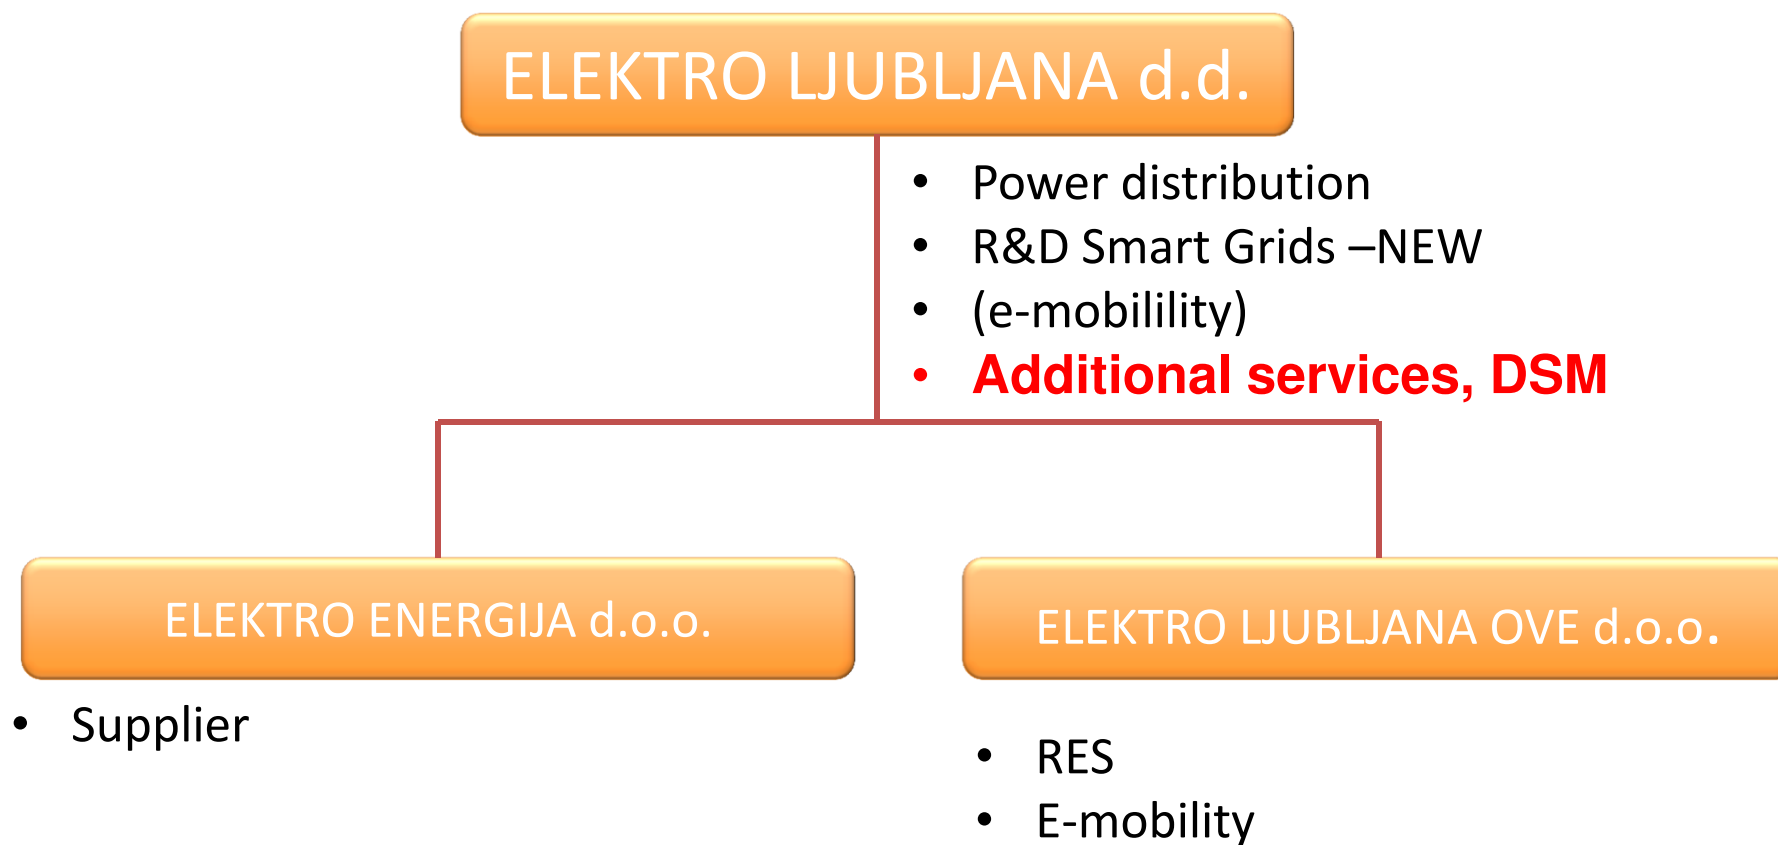 ELEKTRO LJUBLJANA d.d.
• Power distribution
• R&D Smart Grids –NEW
• (e-mobilility)
• Additional services, DSM
ELEKTRO ENERGIJA d.o.o.
• Supplier
ELEKTRO LJUBLJANA OVE d.o.o.
• RES
• E-mobility